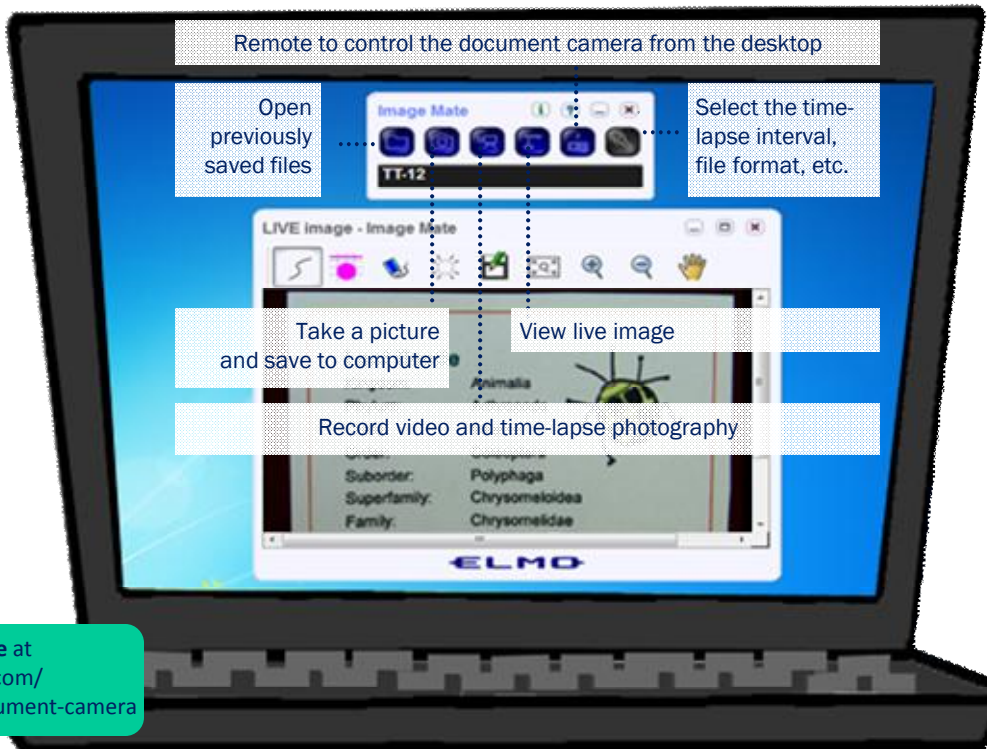 Remote to control the document camera from the desktop
Open
previously
saved files
Image Mate
Select the time-
lapse interval,
file format, etc.
TT-12
LIVE image - Image Mate
Take a picture
and save to computer
View live image
Animalia
Record video and time-lapse photography
Suborder: Polyphaga
Superfamily: Chrysomeloidea
Family: Chrysomelidae
ELMO
e at
com/
ument-camera